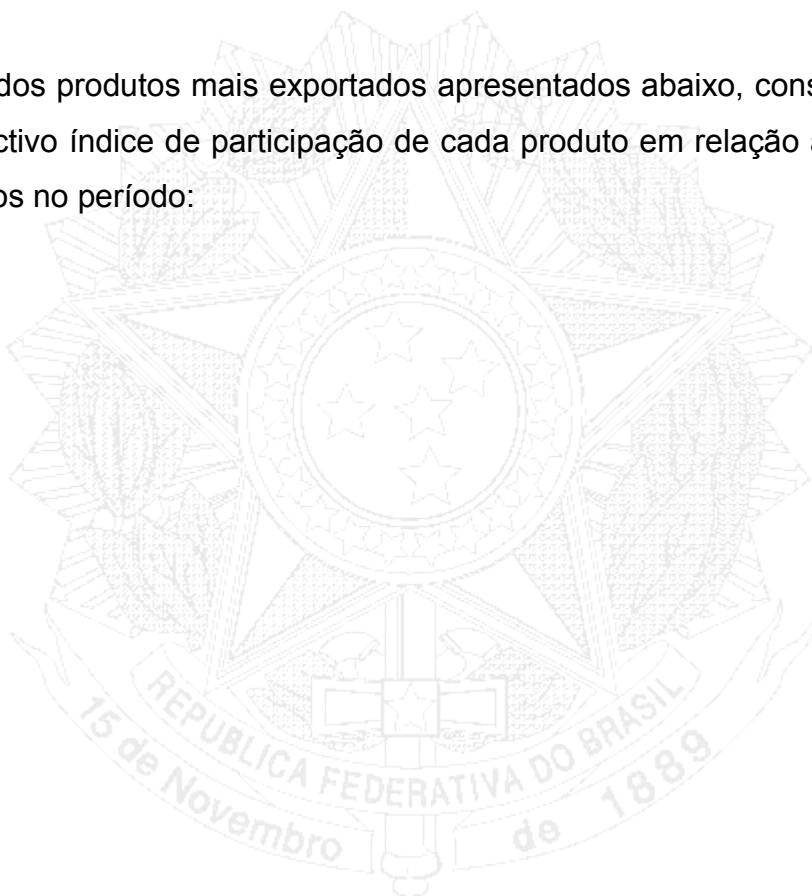 dos produtos mais exportados apresentados abaixo, cons
ctivo índice de participação de cada produto em relação a
os no período:
REPUBLICA FEDERATIVA DO BRASIL
15 de Novembro de 1889